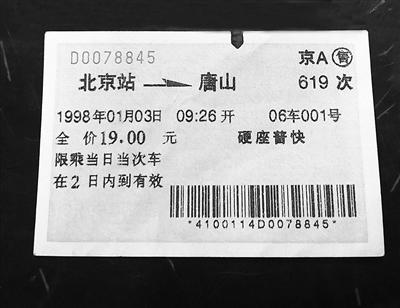 D0078845 京A售
北京站 唐山 619 次
1998年01月03日 09:26开 06车001号
全 价19.00 元 硬座普快
限乘当日当次车
在2日内到有效
*4100114D0078845*